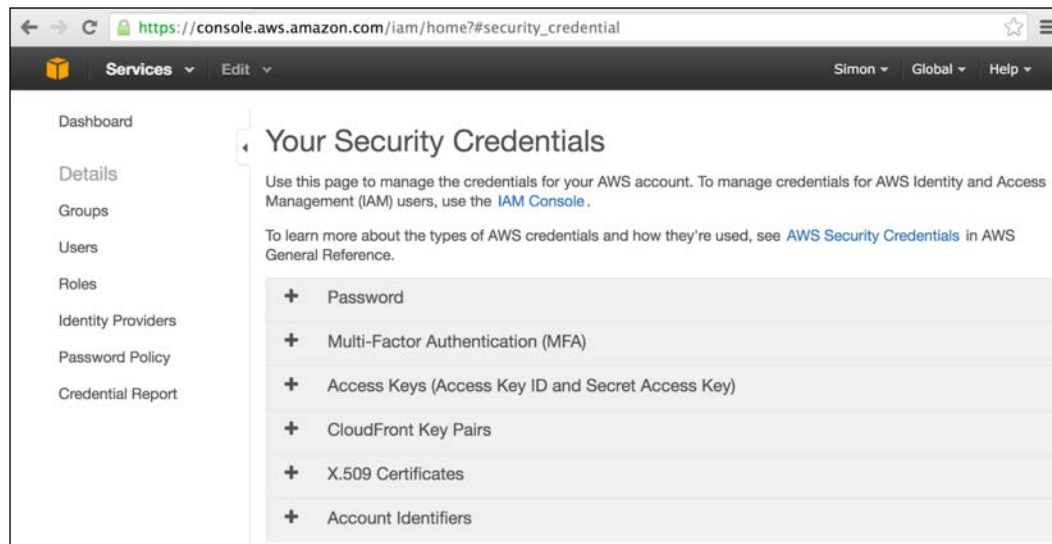 https://console.aws.amazon.com/iam/home?#security_credential
Services Edit Simon Global Help
Dashboard
Details
Groups
Users
Roles
Identity Providers
Password Policy
Credential Report
Your Security Credentials
Use this page to manage the credentials for your AWS account. To manage credentials for AWS Identity and Access
Management (IAM) users, use the IAM Console.
To learn more about the types of AWS credentials and how they're used, see AWS Security Credentials in AWS
General Reference.
Password
Multi-Factor Authentication (MFA)
Access Keys (Access Key ID and Secret Access Key)
CloudFront Key Pairs
X.509 Certificates
Account Identifiers